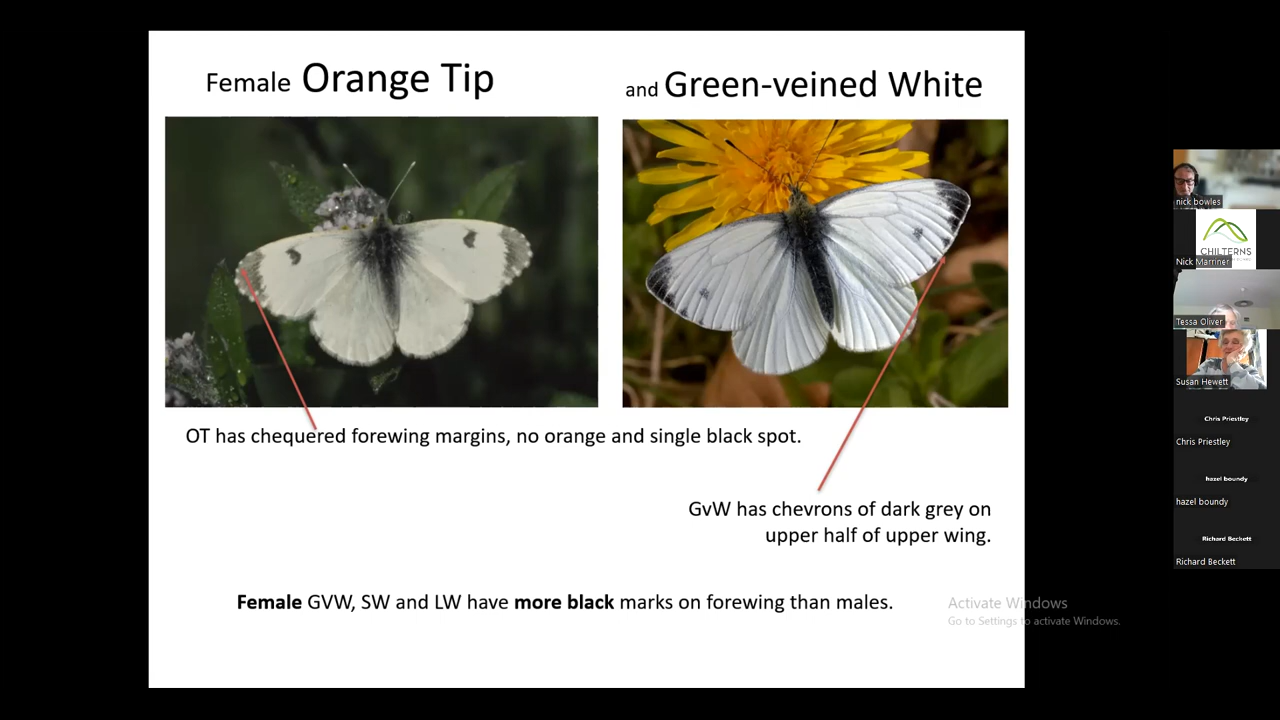 Female Orange Tip
and Green-veined White
OT has chequered forewing margins, no orange and single black spot.
GvW has chevrons of dark grey on
upper half of upper wing.
Female GVW, SW and LW have more black marks on forewing than males.
Activate Windows
Go to Settings to activate Windows.
nick bowles
CHILTERNS
Nick Marriner
Tessa Oliver
Susan Hewett
Chris Priestley
Chris Priestley
hazel boundy
hazel boundy
Richard Beckett
Richard Beckett